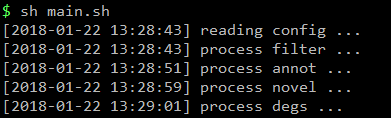 $ sh main.sh
[2018-01-22 13:28:43] reading config ...
[2018-01-22 13:28:43] process filter ...
[2018-01-22 13:28:51] process annot ...
[2018-01-22 13:28:59] process novel ...
[2018-01-22 13:29:01] process degs ...